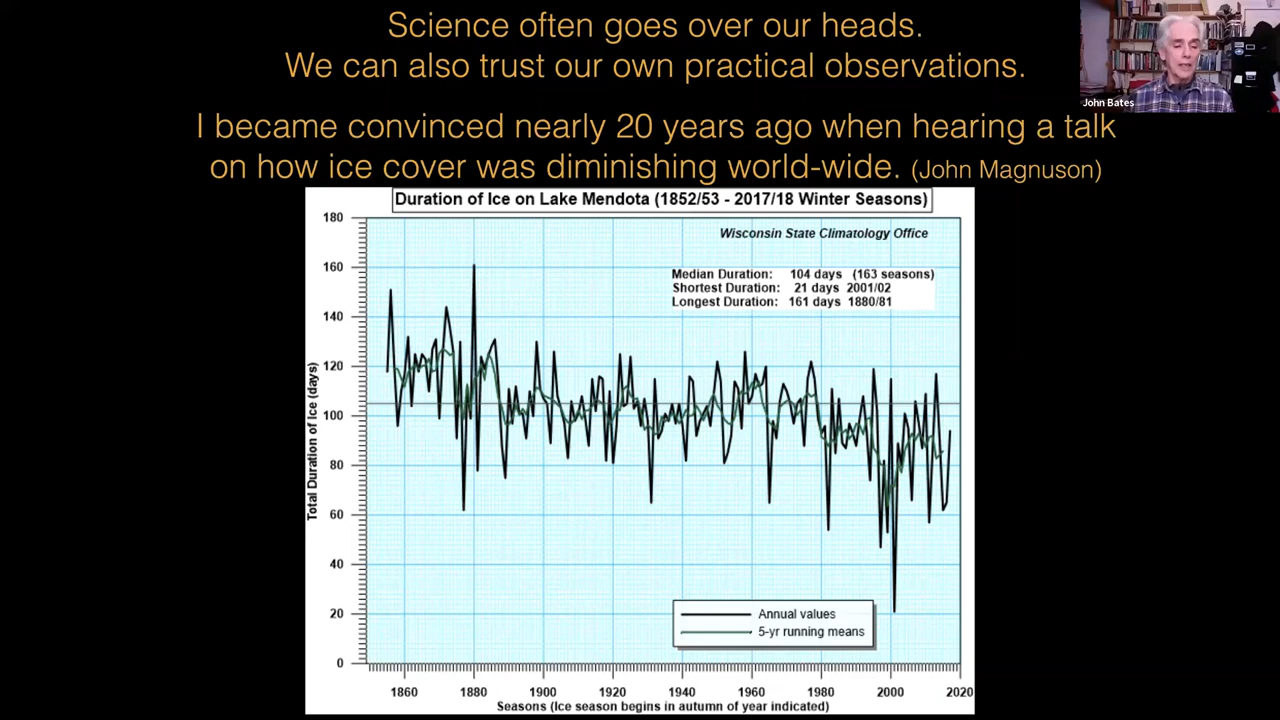 Science often goes over our heads.
We can also trust our own practical observations.
John Bates
I became convinced nearly 20 years ago when hearing a talk
on how ice cover was diminishing world-wide. (John Magnuson)
Duration of Ice on Lake Mendota (1852/53 - 2017/18 Winter Seasons)
Wisconsin State Climatology Office
Median Duration: 104 days (163 seasons)
Shortest Duration: 21 days 2001/02
Longest Duration: 161 days 1880/81
Total Duration of Ice (days)
180
160
140
120
100
80
60
40
20
0
Annual values
5-yr running means
1860 1880 1900 1920 1940 1960 1980 2000 2020
Seasons (Ice season begins in autumn of year indicated)